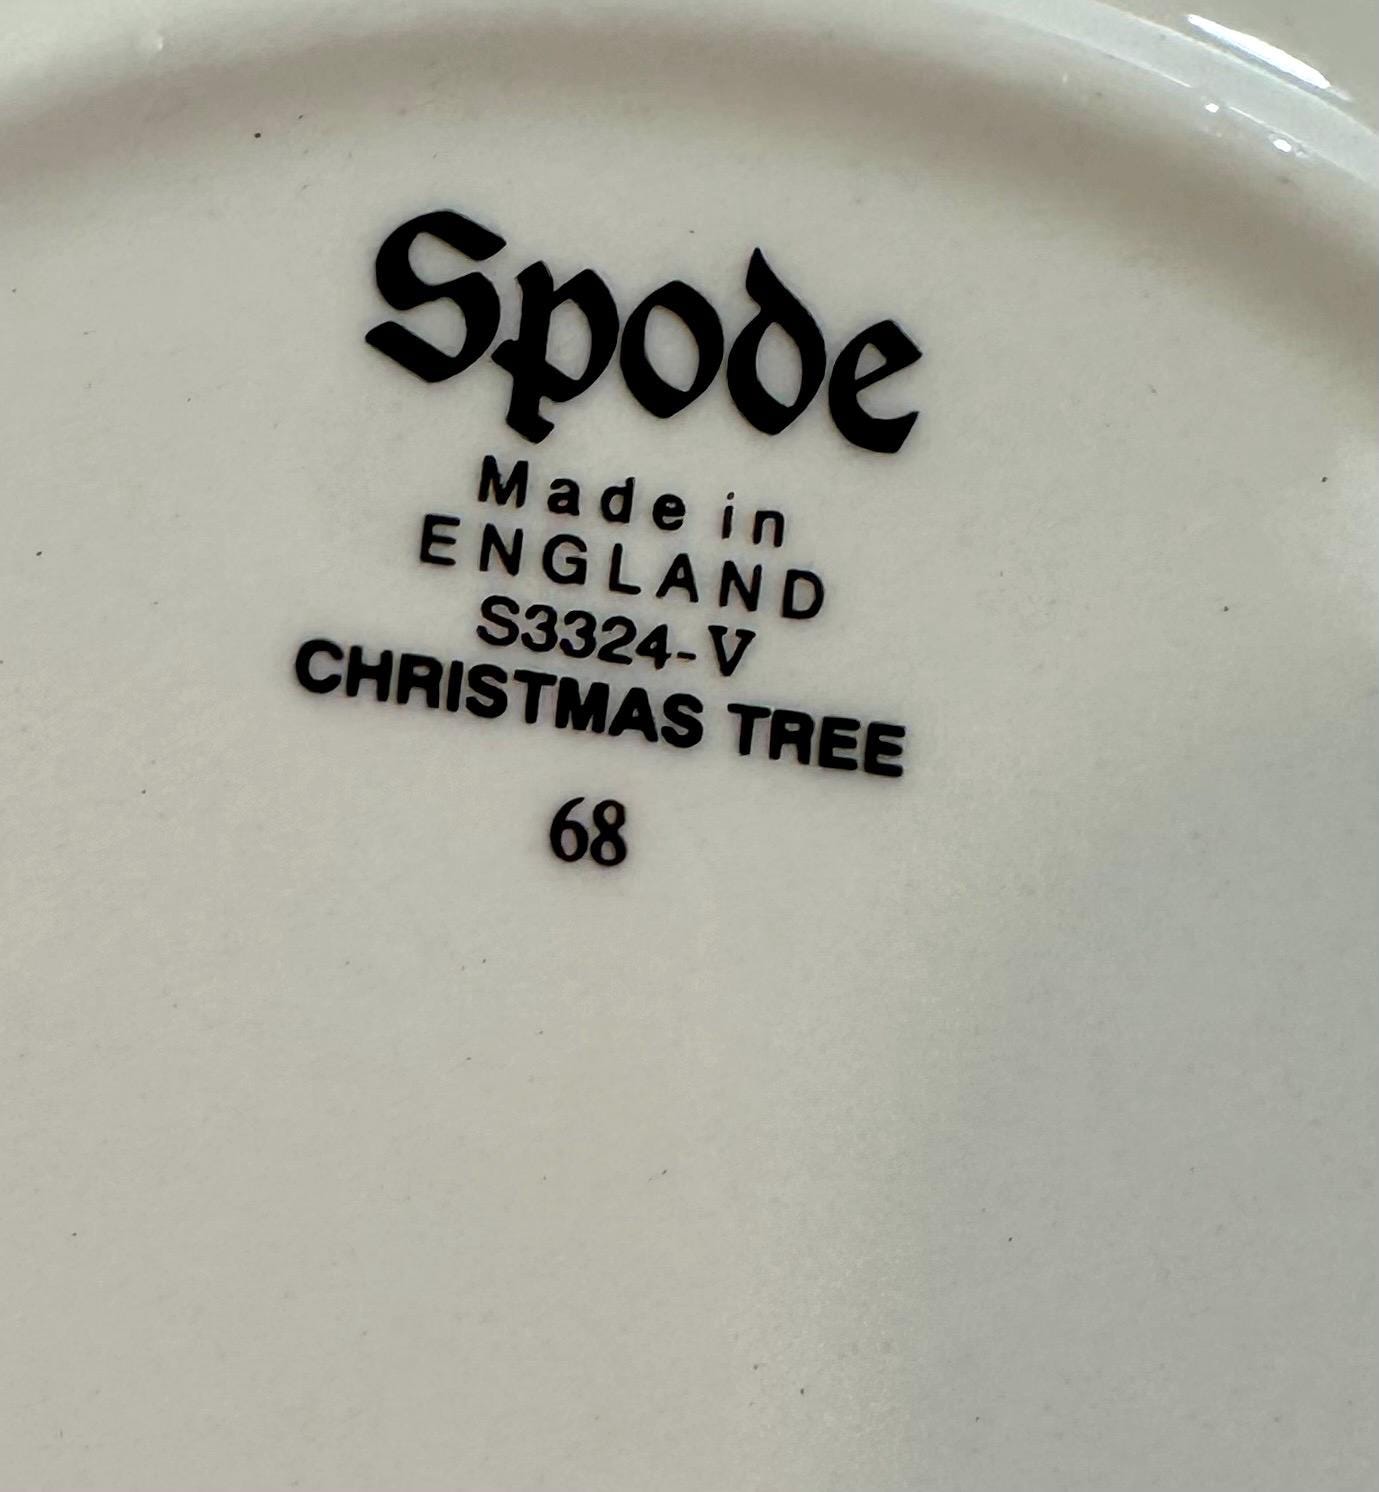 Spode
Made in
ENGLAND
S3324-V
CHRISTMAS TREE
68